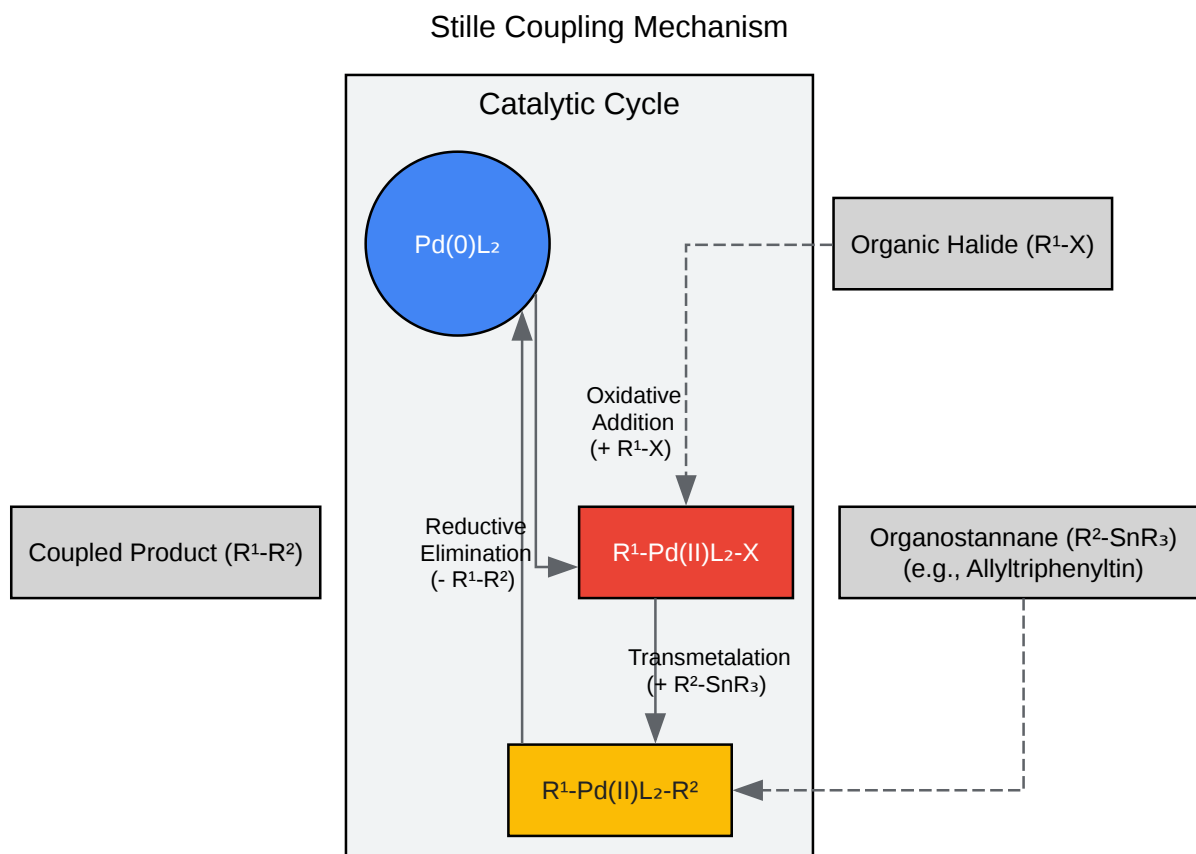 Stille Coupling Mechanism
Catalytic Cycle
Pd(0)L₂
Organic Halide (R¹-X)
Oxidative
Addition
(+ R¹-X)
Coupled Product (R¹-R²)
Reductive
Elimination
(- R¹-R²)
R¹-Pd(II)L₂-X
Organostannane (R²-SnR₃)
(e.g., Allyltriphenyltin)
Transmetalation
(+ R²-SnR₃)
R¹-Pd(II)L₂-R²